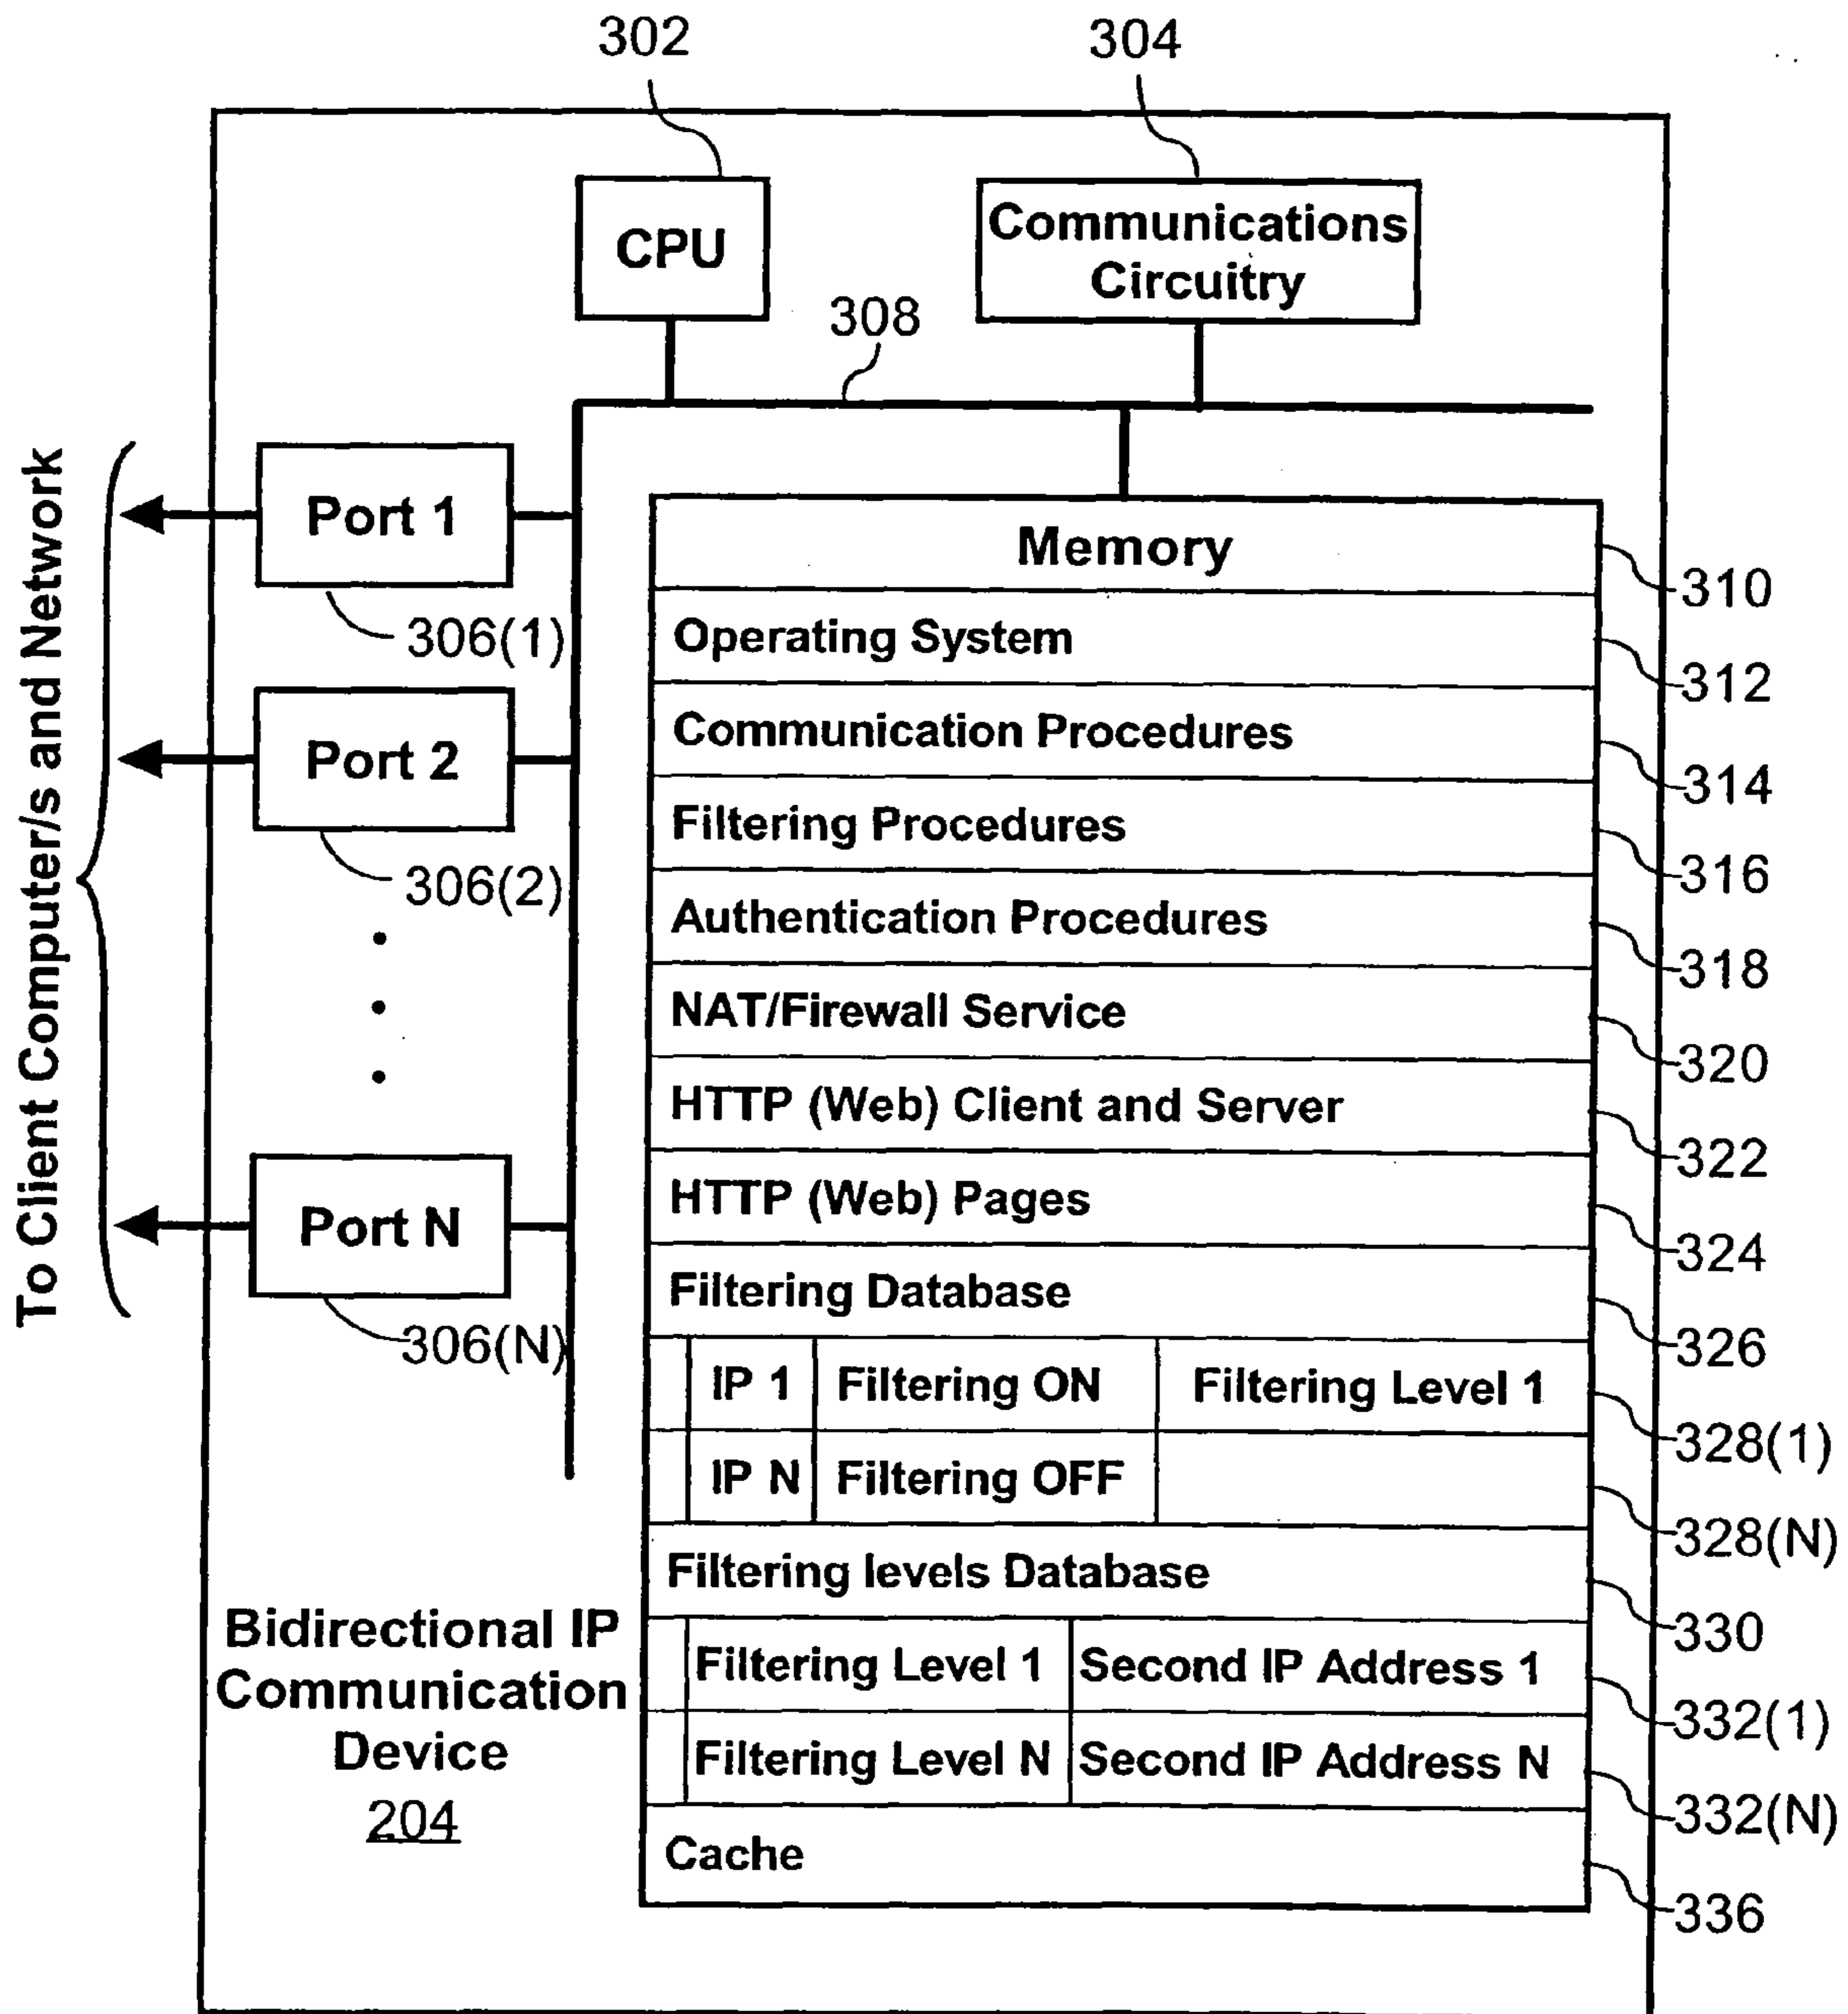 302
304
CPU
Communications
Circuitry
308
To Client Computer/s and Network
Port 1
306(1)
Port 2
306(2)
Port N
306(N)
Memory
310
Operating System
312
Communication Procedures
314
Filtering Procedures
316
Authentication Procedures
318
NAT/Firewall Service
320
HTTP (Web) Client and Server
322
HTTP (Web) Pages
324
Filtering Database
326
IP 1 Filtering ON Filtering Level 1
328(1)
IP N Filtering OFF
328(N)
Filtering levels Database
330
Filtering Level 1 Second IP Address 1
332(1)
Filtering Level N Second IP Address N
332(N)
Cache
336
Bidirectional IP
Communication
Device
204